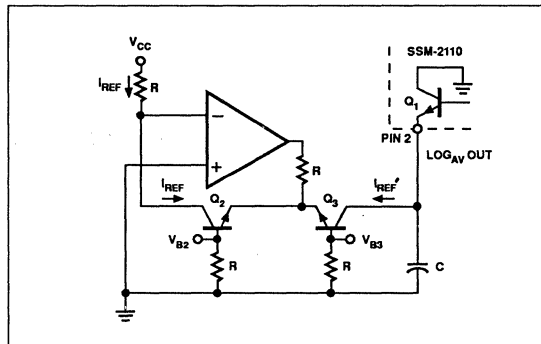 VCC
SSM-2110
IREF
R
Q1
−
+
PIN 2
LOGAV OUT
R
IREF
Q2
Q3
IREF'
VB2
VB3
R
R
C